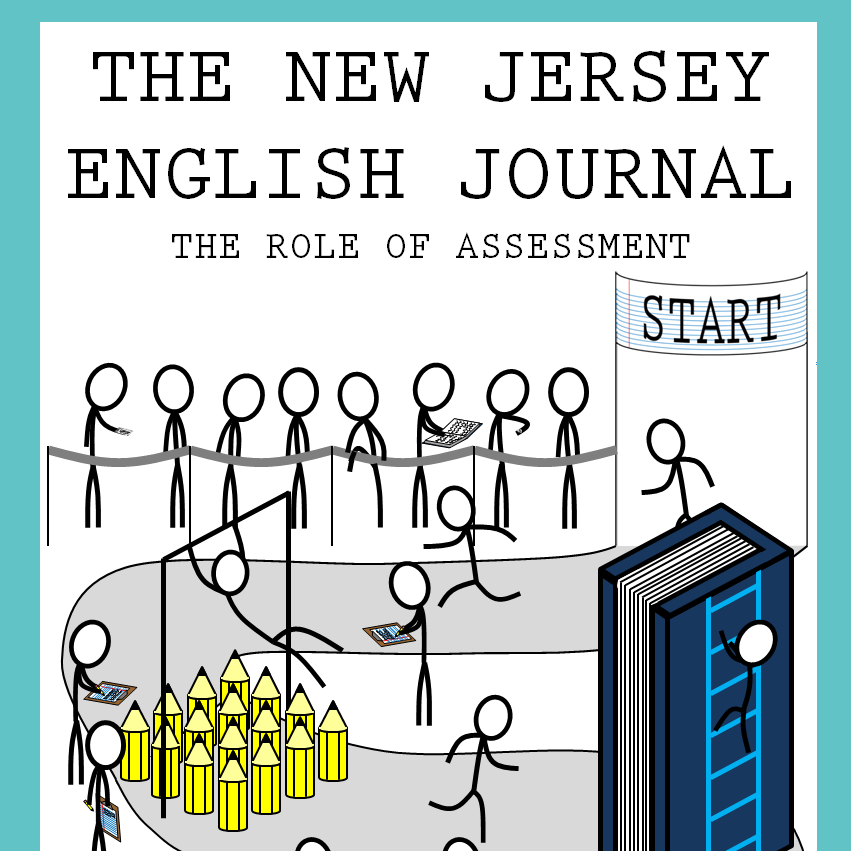 THE NEW JERSEY
ENGLISH JOURNAL
THE ROLE OF ASSESSMENT
START